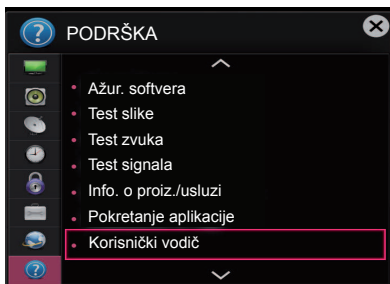 PODRŠKA
Ažur. softvera
Test slike
Test zvuka
Test signala
Info. o proiz./usluzi
Pokretanje aplikacije
Korisnički vodič